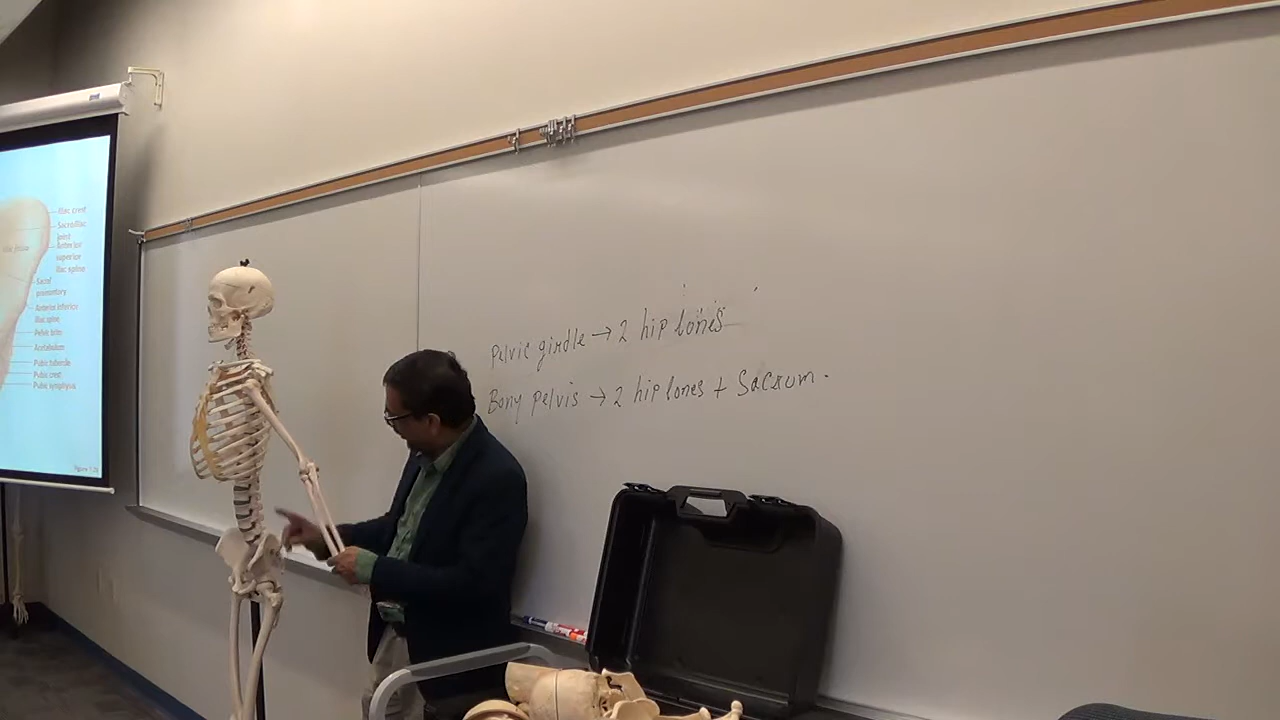 Iliac crest
Sacroiliac
joint
Anterior
superior
iliac spine
Sacral
promontory
Anterior inferior
iliac spine
Pelvic brim
Acetabulum
Pubic tubercle
Pubic crest
Pubic symphysis
Pelvic girdle → 2 hip bones
Bony pelvis → 2 hip bones + Sacrum.